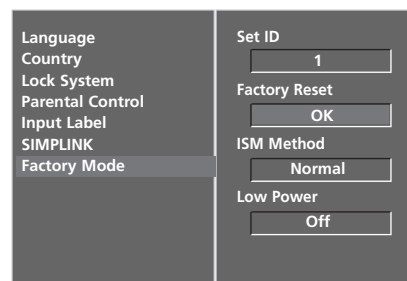 Language
Country
Lock System
Parental Control
Input Label
SIMPLINK
Factory Mode
Set ID
1
Factory Reset
OK
ISM Method
Normal
Low Power
Off